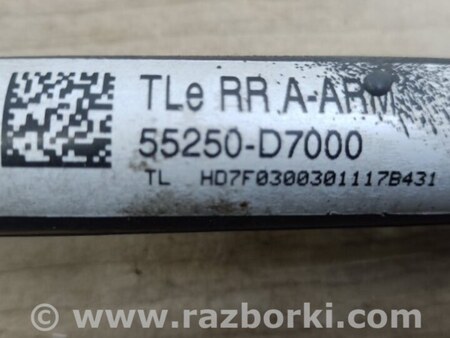 TLe RR A-ARM
55250-D7000
TL HD7F0300301117B431
© www.razborki.com